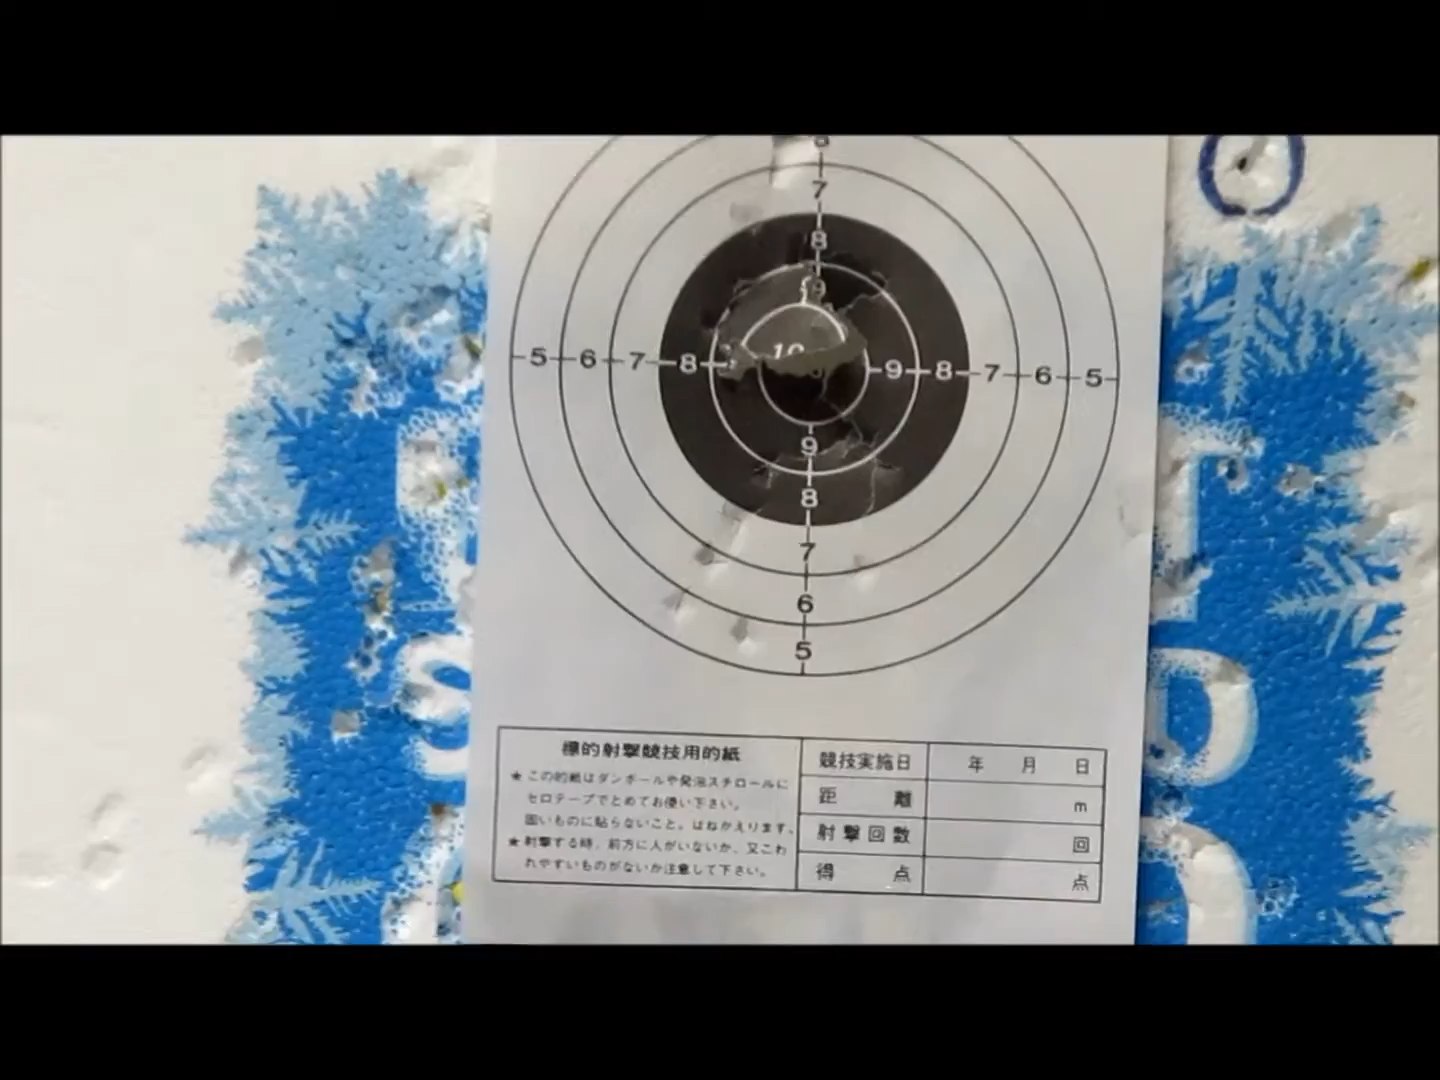 7
8
9
10
5 6 7 8 9 8 7 6 5
9
8
7
6
5
標的射撃競技用的紙
★ この的紙はダンボールや発泡スチロールに
セロテープでとめてお使い下さい。
固いものに貼らないこと。はねかえります。
★ 射撃する時、前方に人がいないか、又こわ
れやすいものがないか注意して下さい。
競技実施日 年 月 日
距離 m
射撃回数 回
得点 点
S